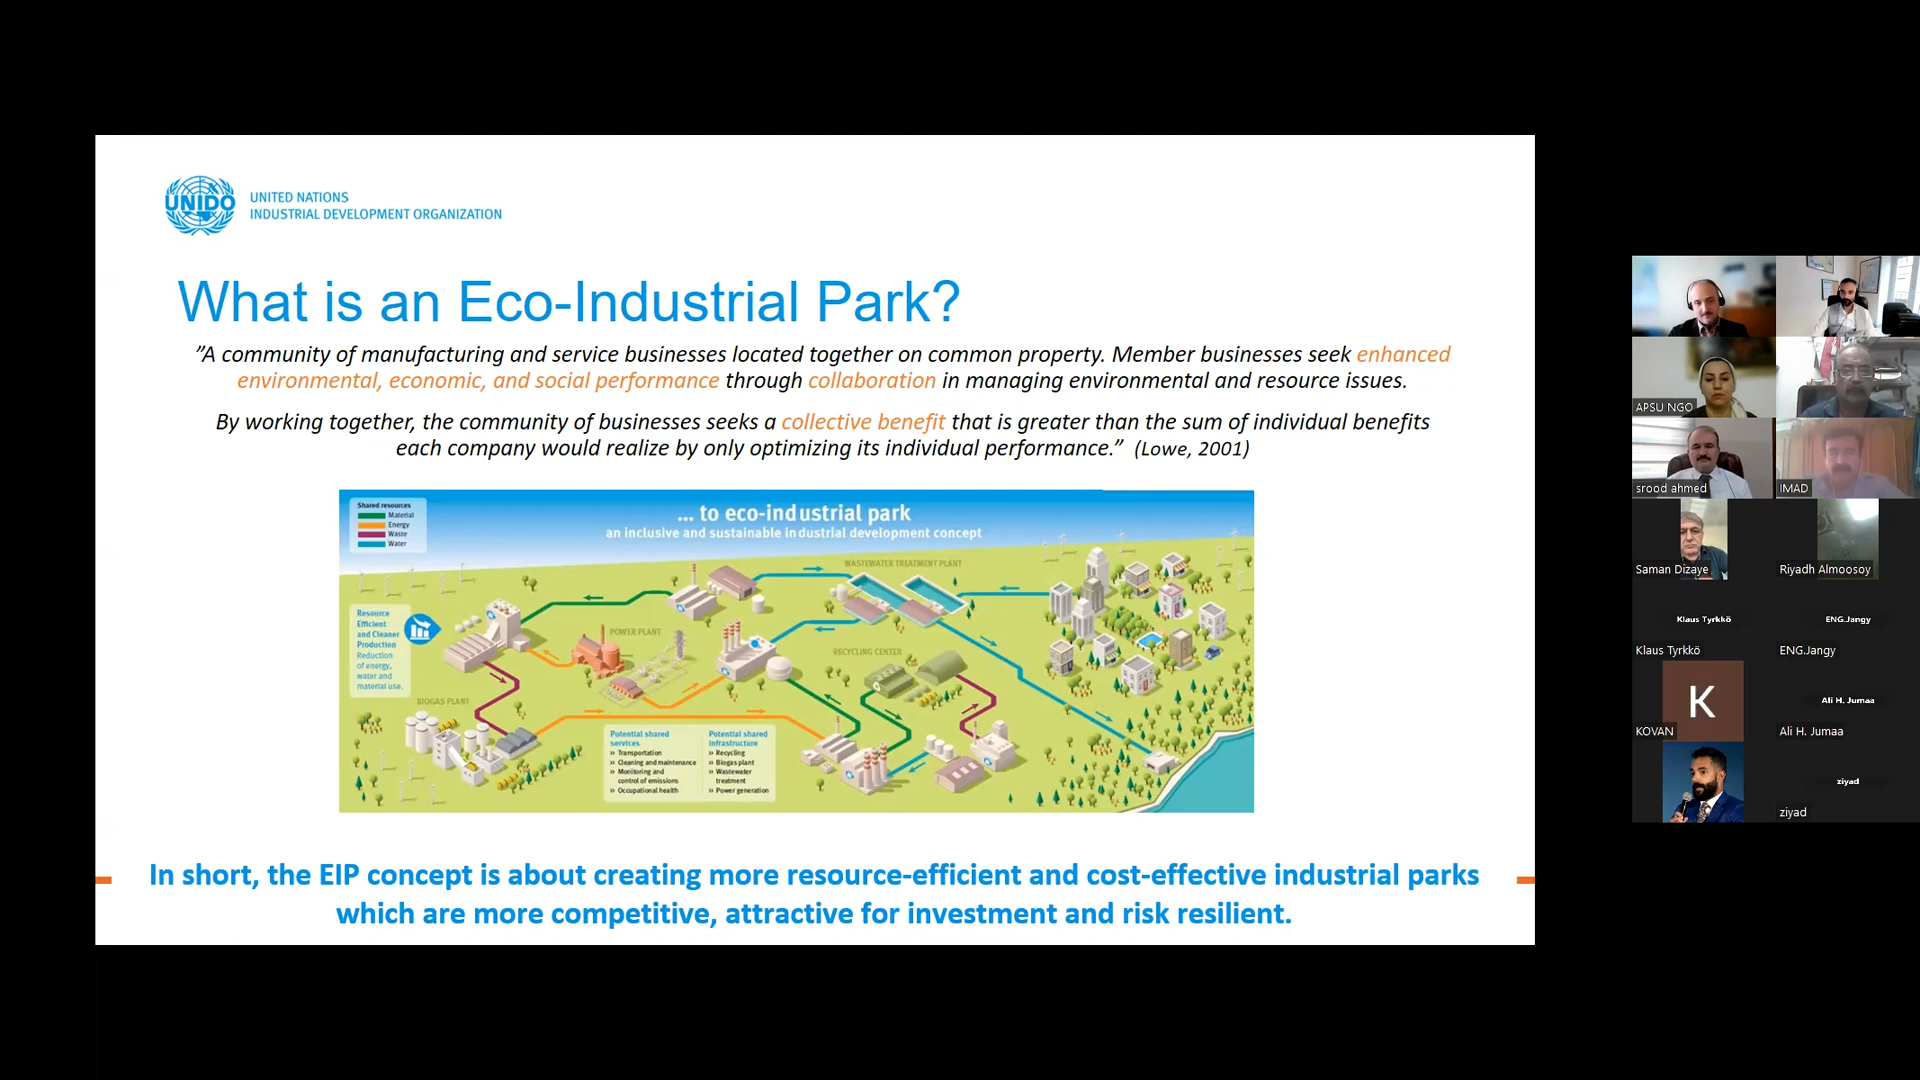 UNIDO
UNITED NATIONS
INDUSTRIAL DEVELOPMENT ORGANIZATION
What is an Eco-Industrial Park?
”A community of manufacturing and service businesses located together on common property. Member businesses seek enhanced
environmental, economic, and social performance through collaboration in managing environmental and resource issues.
By working together, the community of businesses seeks a collective benefit that is greater than the sum of individual benefits
each company would realize by only optimizing its individual performance.” (Lowe, 2001)
... to eco-industrial park
an inclusive and sustainable industrial development concept
Shared resources
Material
Energy
Waste
Water
WASTEWATER TREATMENT PLANT
Resource
Efficient
and Cleaner
Production
Reduction
of energy,
water and
material use.
POWER PLANT
RECYCLING CENTER
BIOGAS PLANT
Potential shared
services
» Transportation
» Cleaning and maintenance
» Monitoring and
control of emissions
» Occupational health
Potential shared
infrastructure
» Recycling
» Biogas plant
» Wastewater
treatment
» Power generation
In short, the EIP concept is about creating more resource-efficient and cost-effective industrial parks
which are more competitive, attractive for investment and risk resilient.
APSU NGO
srood ahmed
IMAD
Saman Dizaye
Riyadh Almoosoy
Klaus Tyrkkö
ENG.Jangy
Klaus Tyrkkö
ENG.Jangy
K
Ali H. Jumaa
KOVAN
Ali H. Jumaa
ziyad
ziyad